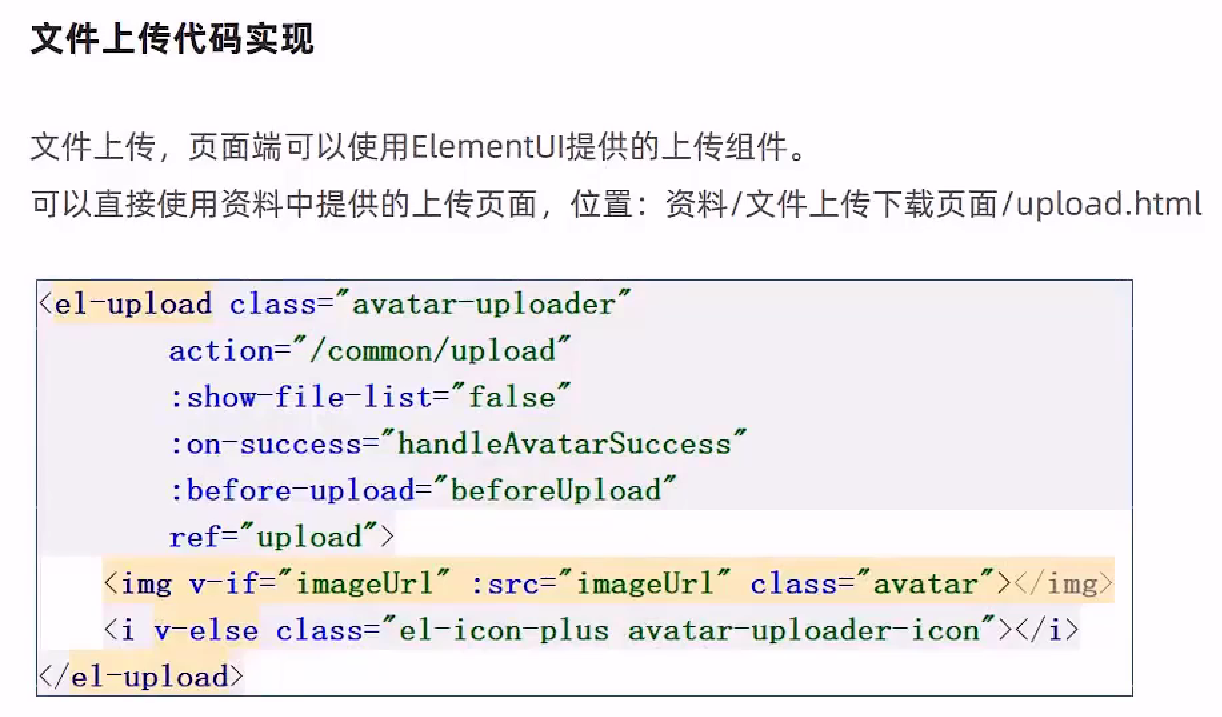 文件上传代码实现
文件上传，页面端可以使用ElementUI提供的上传组件。
可以直接使用资料中提供的上传页面，位置：资料/文件上传下载页面/upload.html
<el-upload class="avatar-uploader"
action="/common/upload"
:show-file-list="false"
:on-success="handleAvatarSuccess"
:before-upload="beforeUpload"
ref="upload">
<img v-if="imageUrl" :src="imageUrl" class="avatar"></img>
<i v-else class="el-icon-plus avatar-uploader-icon"></i>
</el-upload>